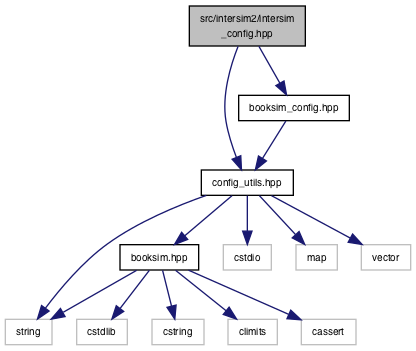 src/intersim2/intersim
_config.hpp
booksim_config.hpp
config_utils.hpp
booksim.hpp
cstdio
map
vector
string
cstdlib
cstring
climits
cassert